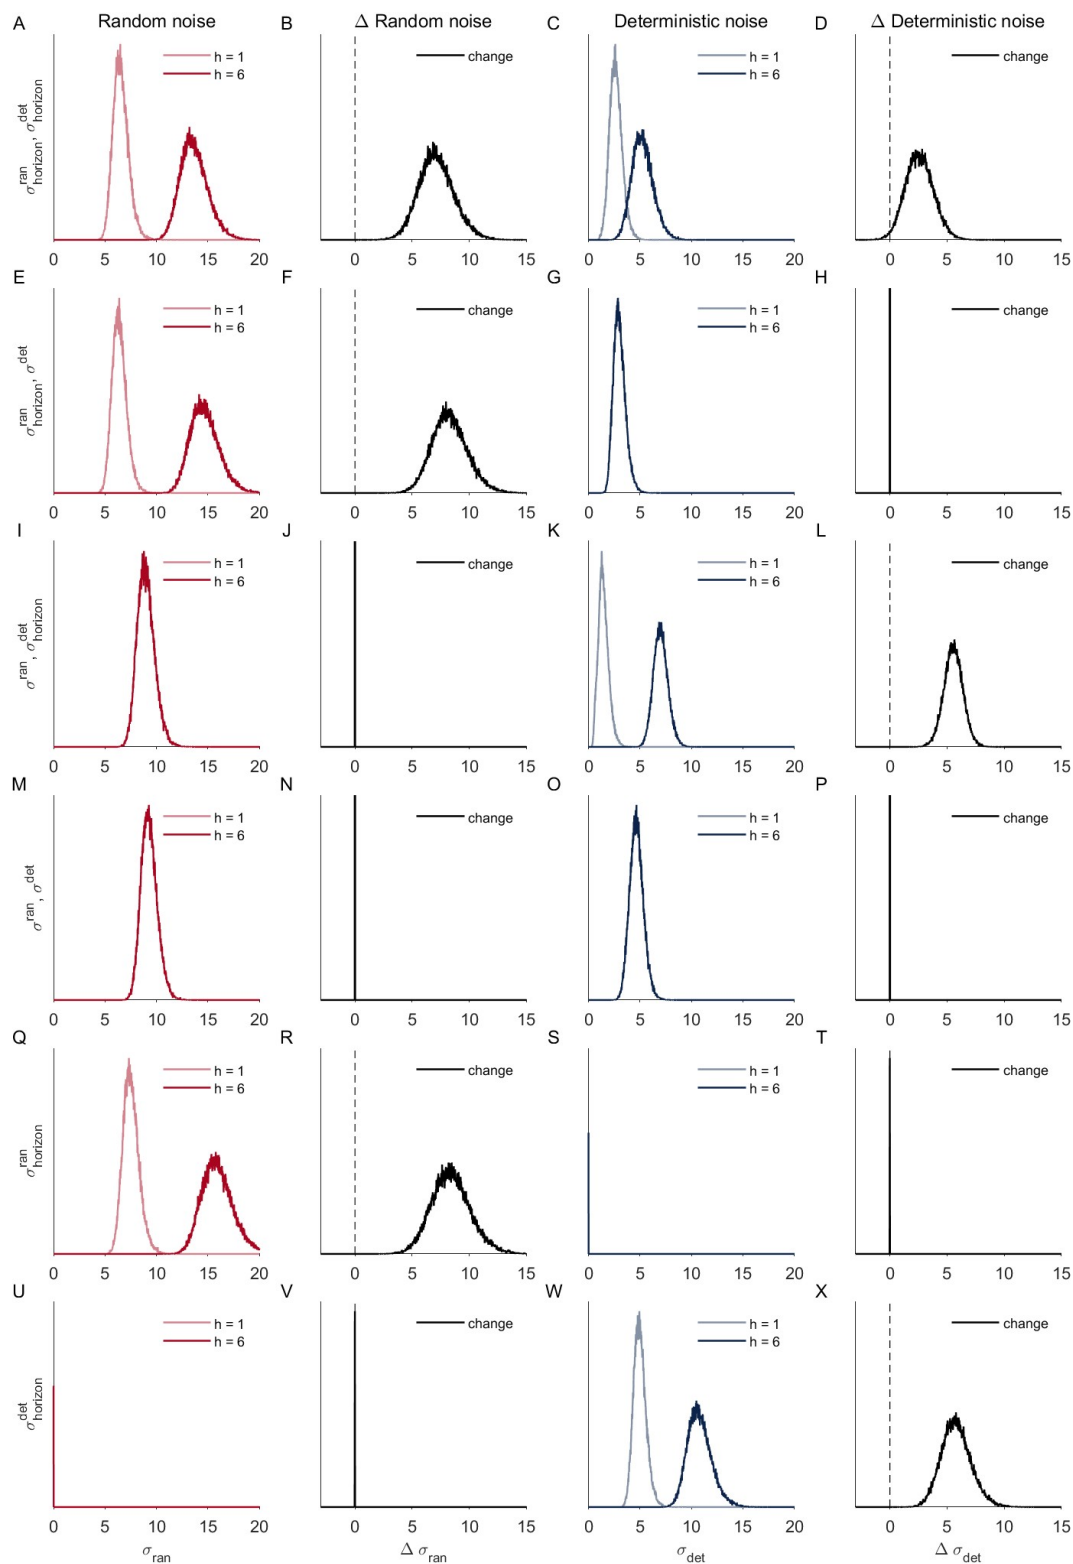 A Random noise B Δ Random noise C Deterministic noise D Δ Deterministic noise
σ^ran_horizon, σ^det_horizon
h = 1
h = 6
change
h = 1
h = 6
change
0 5 10 15 20 0 5 10 15 0 5 10 15 20 0 5 10 15
E F G H
σ^ran_horizon, σ^det
h = 1
h = 6
change
h = 1
h = 6
change
0 5 10 15 20 0 5 10 15 0 5 10 15 20 0 5 10 15
I J K L
σ^ran, σ^det_horizon
h = 1
h = 6
change
h = 1
h = 6
change
0 5 10 15 20 0 5 10 15 0 5 10 15 20 0 5 10 15
M N O P
σ^ran, σ^det
h = 1
h = 6
change
h = 1
h = 6
change
0 5 10 15 20 0 5 10 15 0 5 10 15 20 0 5 10 15
Q R S T
σ^ran_horizon
h = 1
h = 6
change
h = 1
h = 6
change
0 5 10 15 20 0 5 10 15 0 5 10 15 20 0 5 10 15
U V W X
σ^det_horizon
h = 1
h = 6
change
h = 1
h = 6
change
0 5 10 15 20 0 5 10 15 0 5 10 15 20 0 5 10 15
σ_ran Δ σ_ran σ_det Δ σ_det